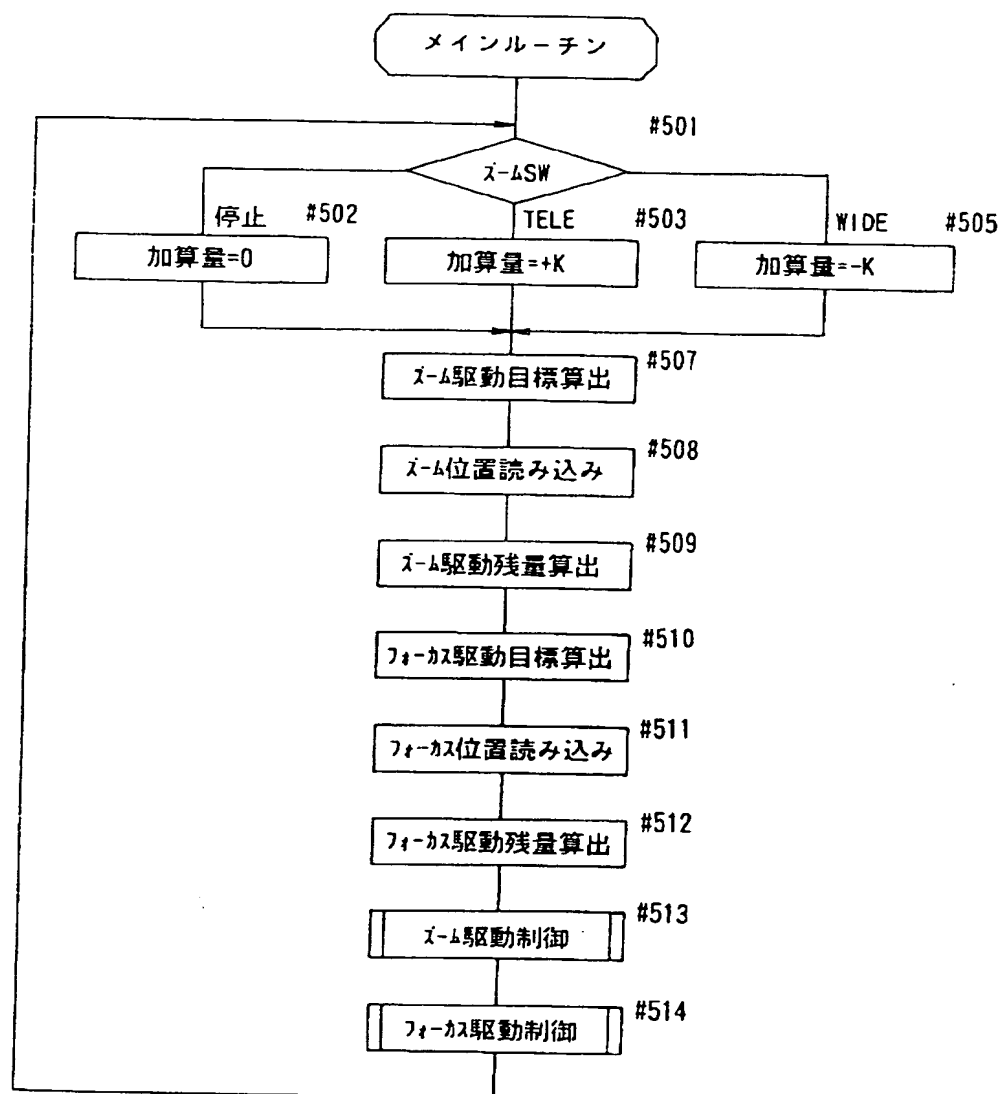 メインルーチン
#501
ズームSW
停止
#502
TELE
#503
WIDE
#505
加算量=0
加算量=+K
加算量=-K
#507
ズーム駆動目標算出
#508
ズーム位置読み込み
#509
ズーム駆動残量算出
#510
フォーカス駆動目標算出
#511
フォーカス位置読み込み
#512
フォーカス駆動残量算出
#513
ズーム駆動制御
#514
フォーカス駆動制御